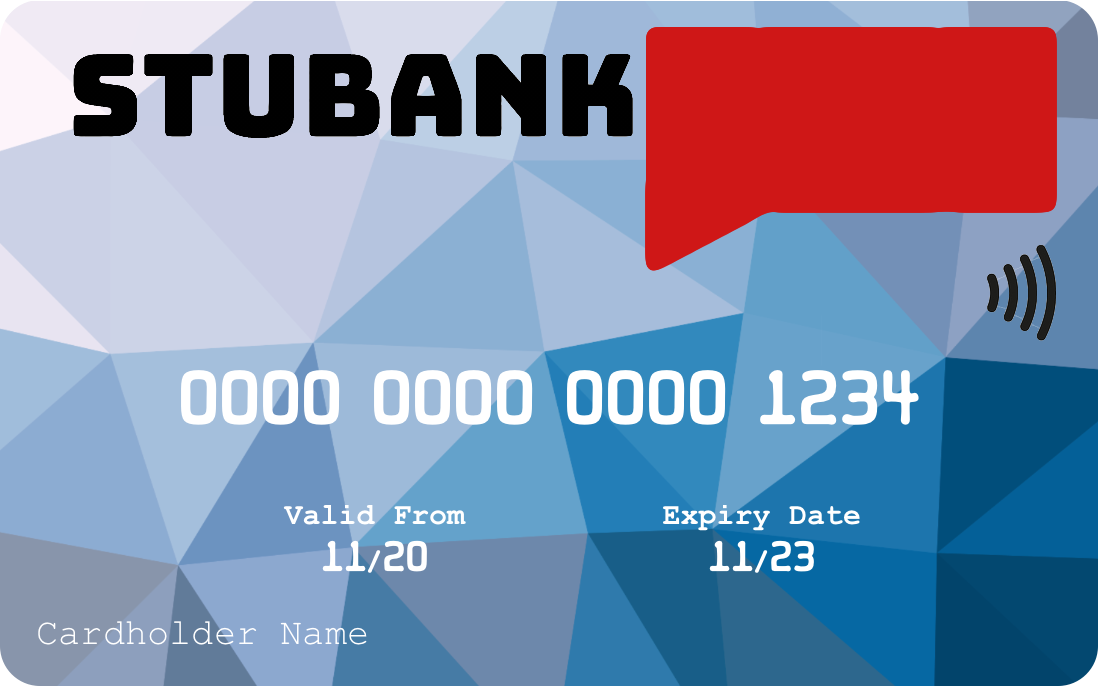 STUBANK
0000 0000 0000 1234
Valid From Expiry Date
11/20 11/23
Cardholder Name